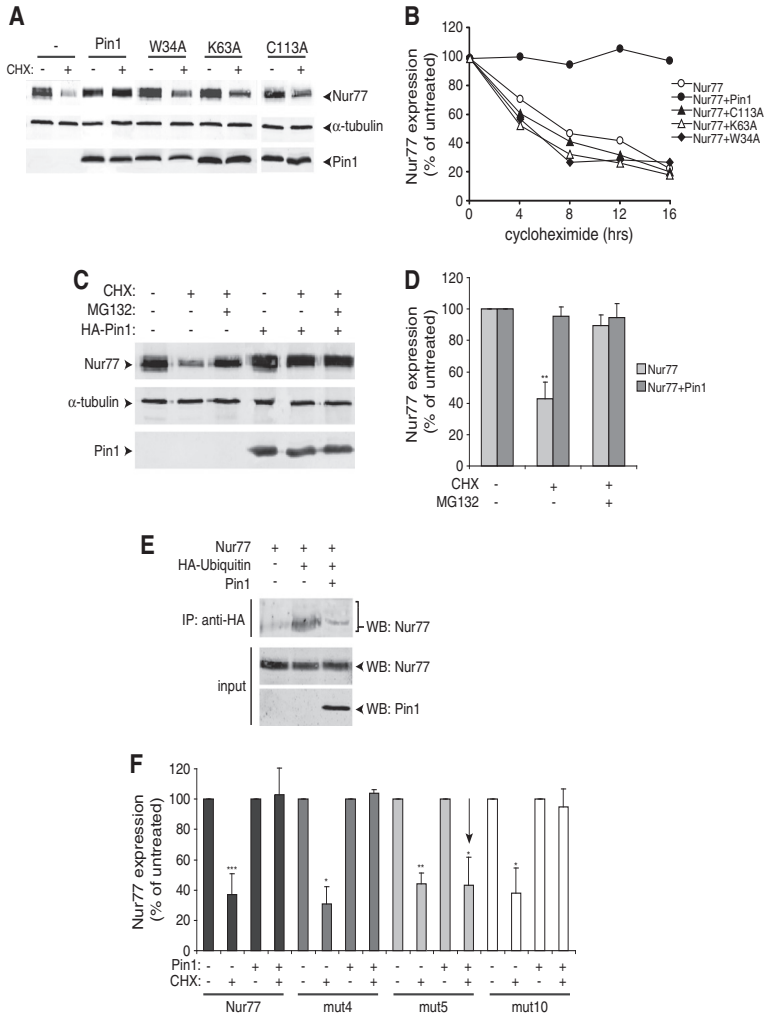 A
- Pin1 W34A K63A C113A
CHX: - + - + - + - + - +
Nur77
α-tubulin
Pin1
B
Nur77 expression
(% of untreated)
120
100
80
60
40
20
0
0 4 8 12 16
cycloheximide (hrs)
Nur77
Nur77+Pin1
Nur77+C113A
Nur77+K63A
Nur77+W34A
C
CHX: - + + - + +
MG132: - - + - - +
HA-Pin1: - - - + + +
Nur77
α-tubulin
Pin1
D
Nur77 expression
(% of untreated)
120
100
80
60
40
20
0
**
Nur77
Nur77+Pin1
CHX - + +
MG132 - - +
E
Nur77 + + +
HA-Ubiquitin - + +
Pin1 - - +
IP: anti-HA
WB: Nur77
input
WB: Nur77
WB: Pin1
F
Nur77 expression
(% of untreated)
120
100
80
60
40
20
0
*** * ** * *
Pin1: - - + + - - + + - - + + - - + +
CHX: - + - + - + - + - + - + - + - +
Nur77 mut4 mut5 mut10